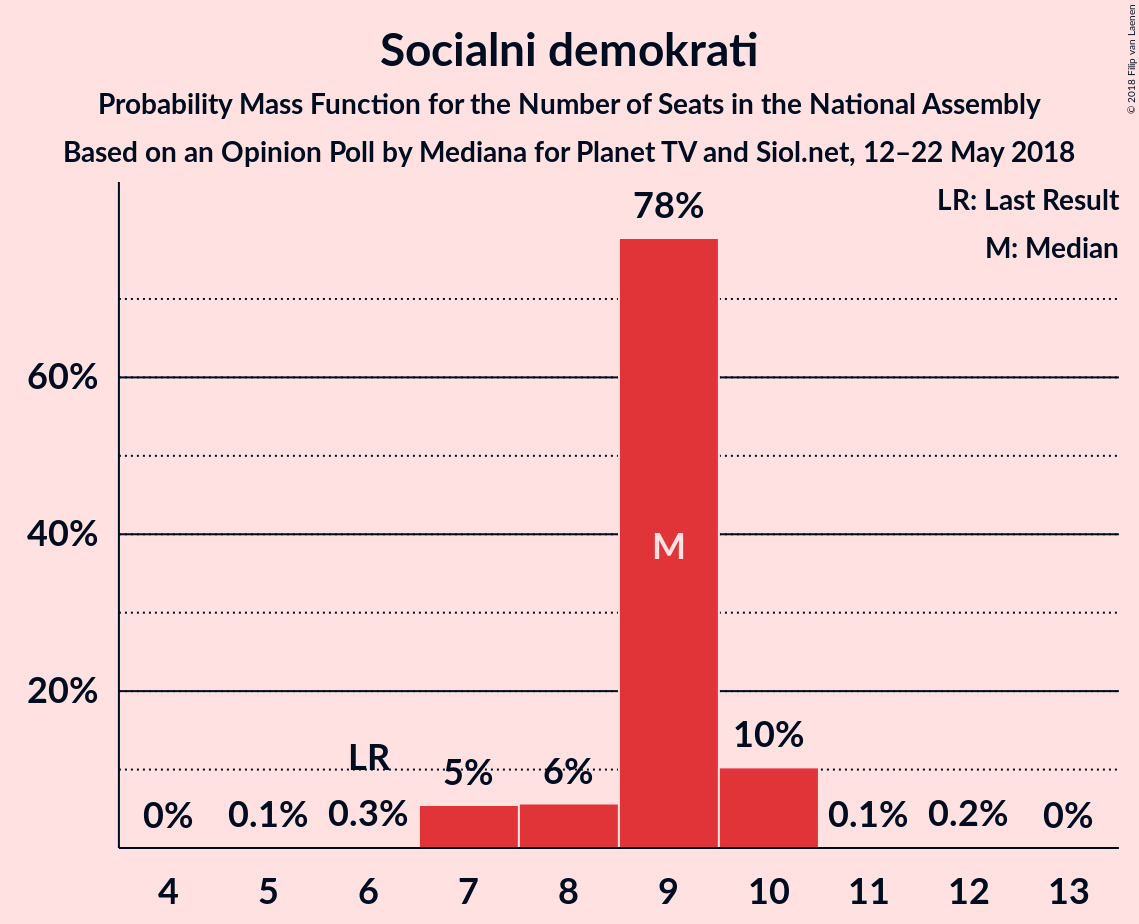 Socialni demokrati
Probability Mass Function for the Number of Seats in the National Assembly
Based on an Opinion Poll by Mediana for Planet TV and Siol.net, 12–22 May 2018
© 2018 Filip van Laenen
LR: Last Result
M: Median
78%
60%
40%
M
20%
10%
LR
5%
6%
0%
0.1%
0.3%
0.1%
0.2%
0%
4 5 6 7 8 9 10 11 12 13